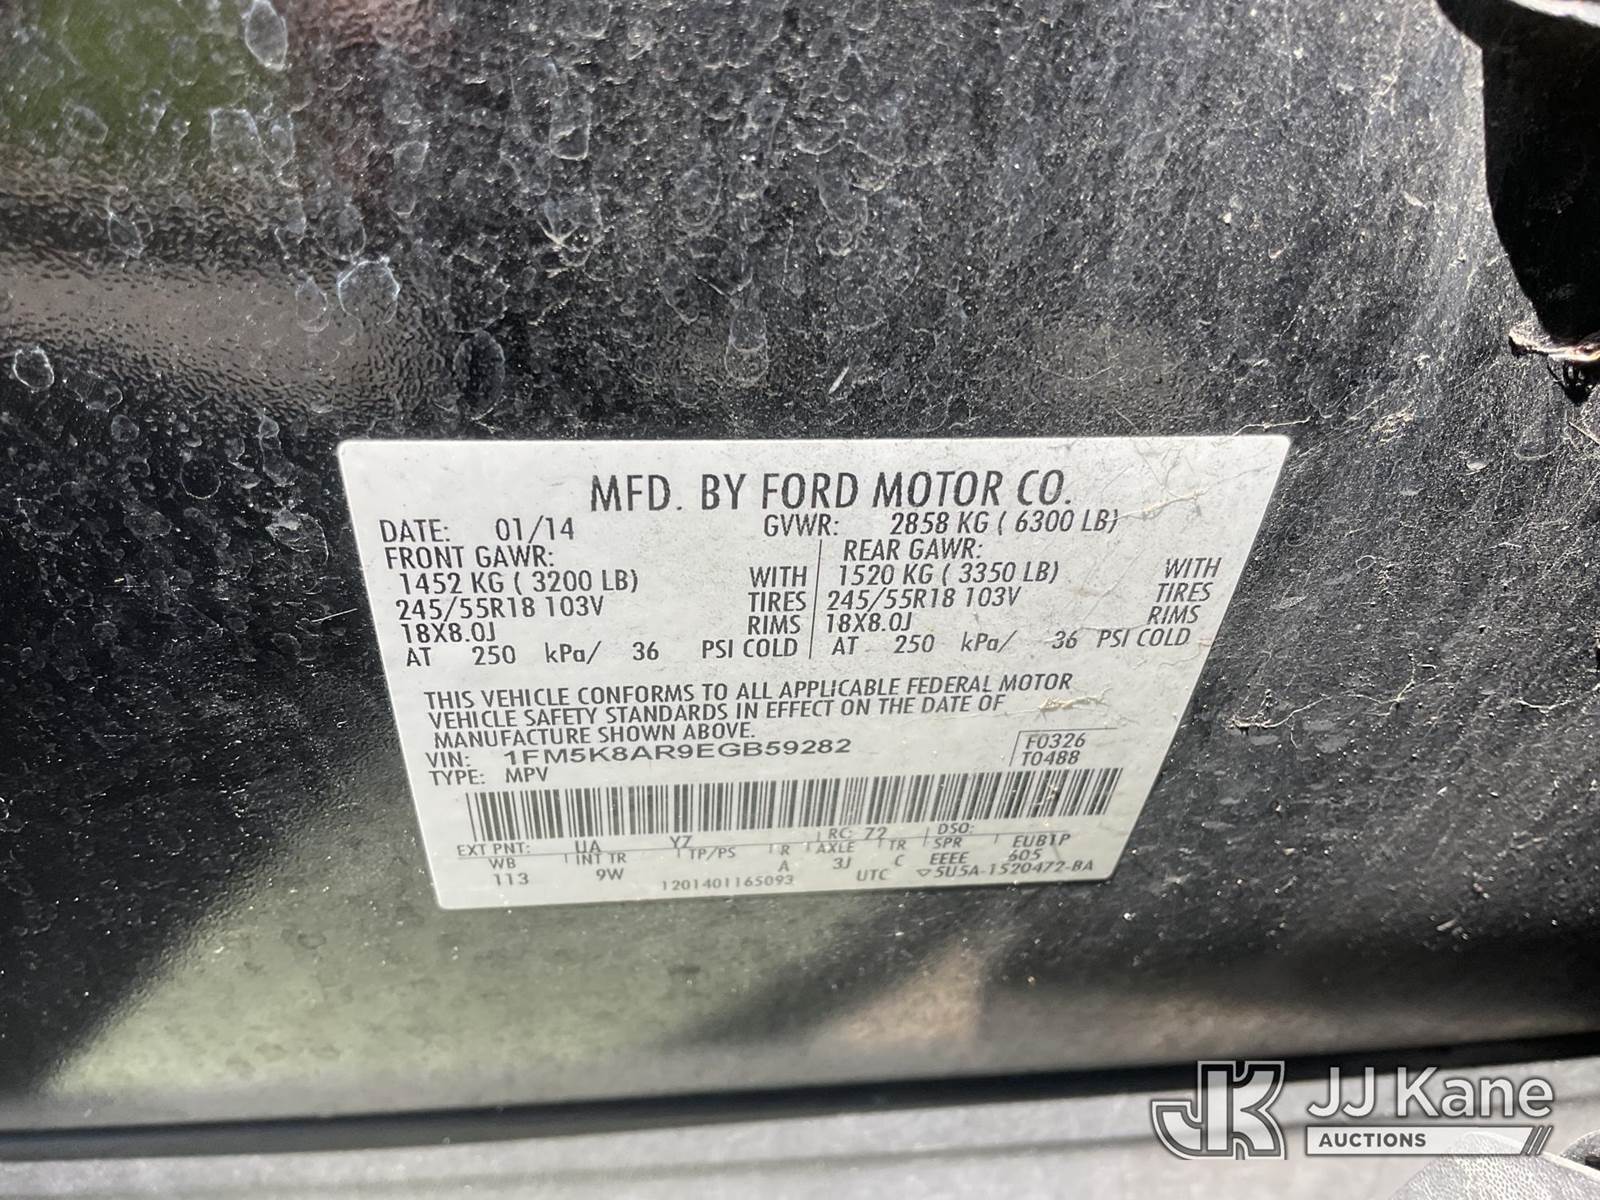 MFD. BY FORD MOTOR CO.
DATE: 01/14 GVWR: 2858 KG ( 6300 LB)
FRONT GAWR: REAR GAWR:
1452 KG ( 3200 LB) WITH 1520 KG ( 3350 LB) WITH
245/55R18 103V TIRES 245/55R18 103V TIRES
18X8.0J RIMS 18X8.0J RIMS
AT 250 kPa/ 36 PSI COLD AT 250 kPa/ 36 PSI COLD
THIS VEHICLE CONFORMS TO ALL APPLICABLE FEDERAL MOTOR
VEHICLE SAFETY STANDARDS IN EFFECT ON THE DATE OF
MANUFACTURE SHOWN ABOVE.
VIN: 1FM5K8AR9EGB59282 F0326
TYPE: MPV T0488
EXT PNT: UA YZ RC: 72 DSO:
WB INT TR TP/PS R AXLE TR SPR EUB1P
113 9W A 3J C EEEE 605
1201401165093 UTC 5U5A-1520472-BA
JK JJ Kane
AUCTIONS